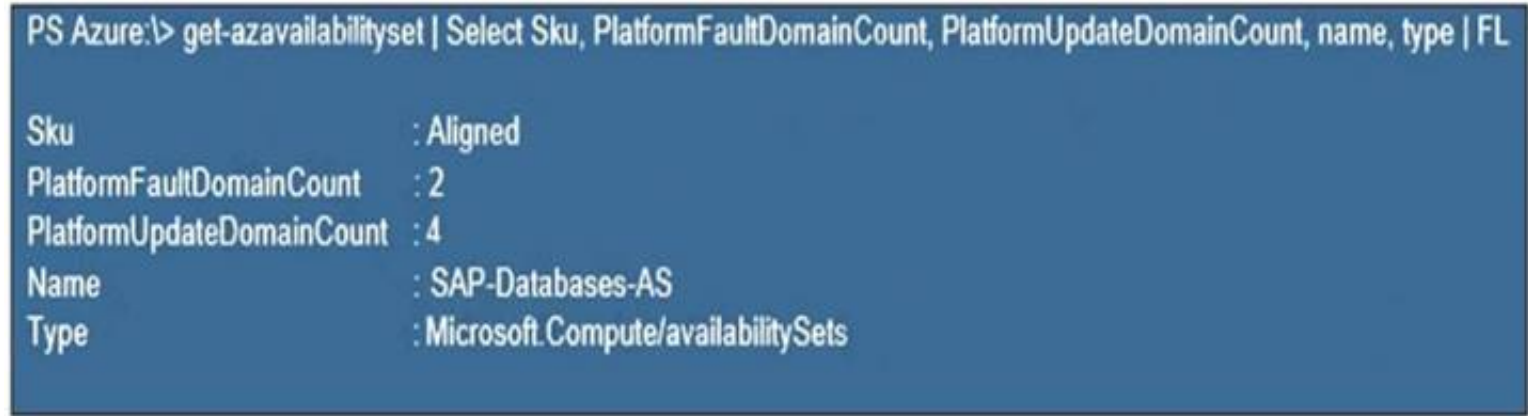 PS Azure:\> get-azavailabilityset | Select Sku, PlatformFaultDomainCount, PlatformUpdateDomainCount, name, type | FL
Sku : Aligned
PlatformFaultDomainCount : 2
PlatformUpdateDomainCount : 4
Name : SAP-Databases-AS
Type : Microsoft.Compute/availabilitySets